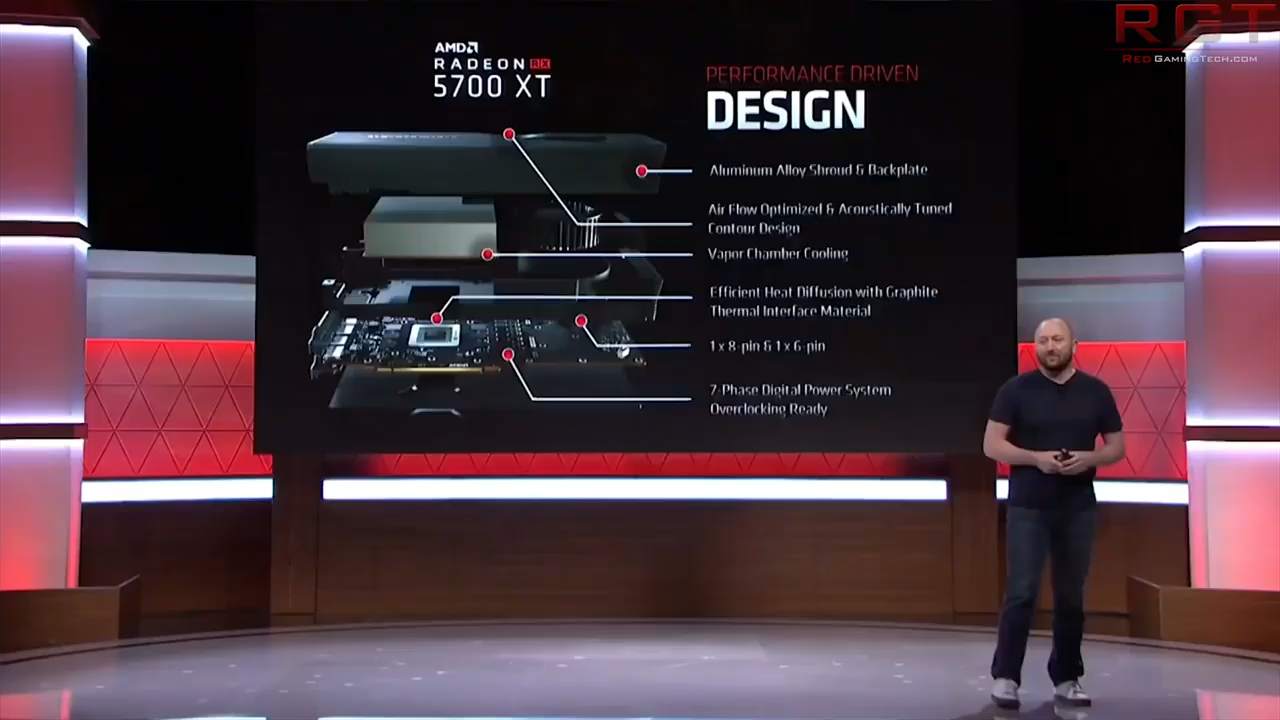 RGT
REDGAMINGTECH.COM
AMD
RADEON RX
5700 XT
PERFORMANCE DRIVEN
DESIGN
Aluminum Alloy Shroud & Backplate
Air Flow Optimized & Acoustically Tuned
Contour Design
Vapor Chamber Cooling
Efficient Heat Diffusion with Graphite
Thermal Interface Material
1 x 8-pin & 1 x 6-pin
7-Phase Digital Power System
Overclocking Ready